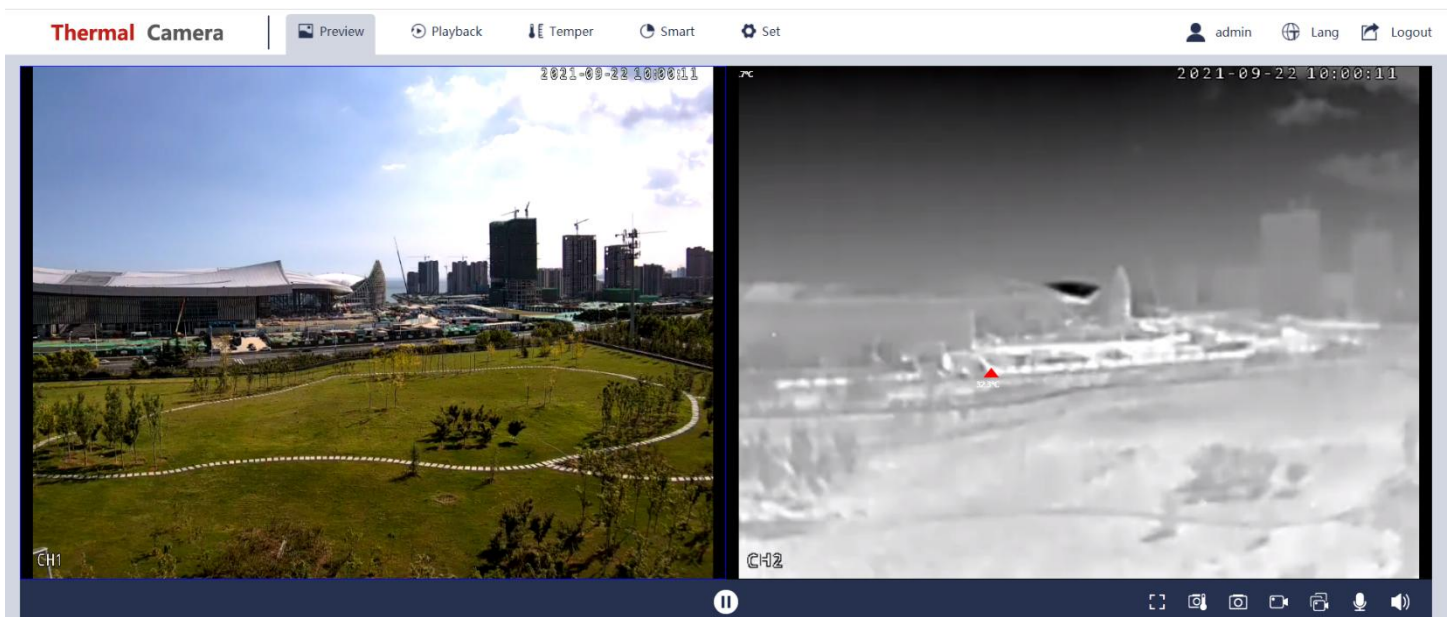 Thermal Camera
Preview
Playback
Temper
Smart
Set
admin
Lang
Logout
2021-09-22 10:00:11
2021-09-22 10:00:11
CH1
CH2